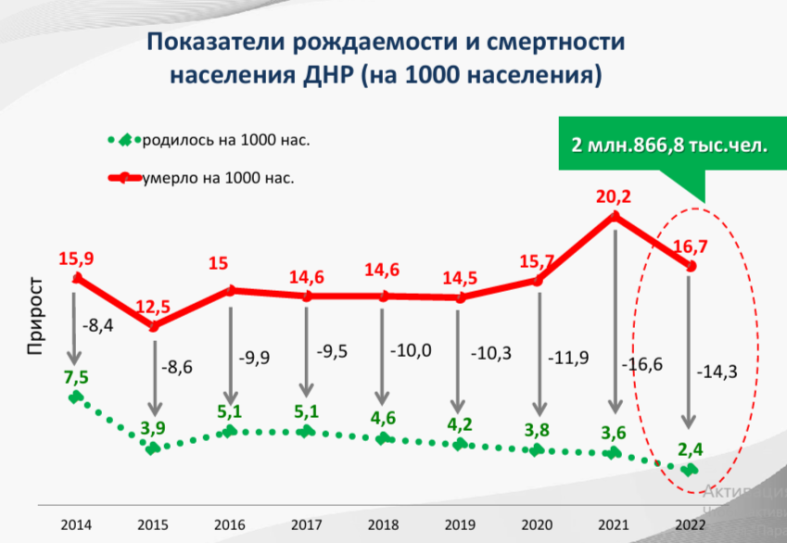 Показатели рождаемости и смертности
населения ДНР (на 1000 населения)
родилось на 1000 нас.
умерло на 1000 нас.
2 млн.866,8 тыс.чел.
Прирост
15,9 12,5 15 14,6 14,6 14,5 15,7 20,2 16,7
-8,4 -8,6 -9,9 -9,5 -10,0 -10,3 -11,9 -16,6 -14,3
7,5 3,9 5,1 5,1 4,6 4,2 3,8 3,6 2,4
2014 2015 2016 2017 2018 2019 2020 2021 2022
Активация